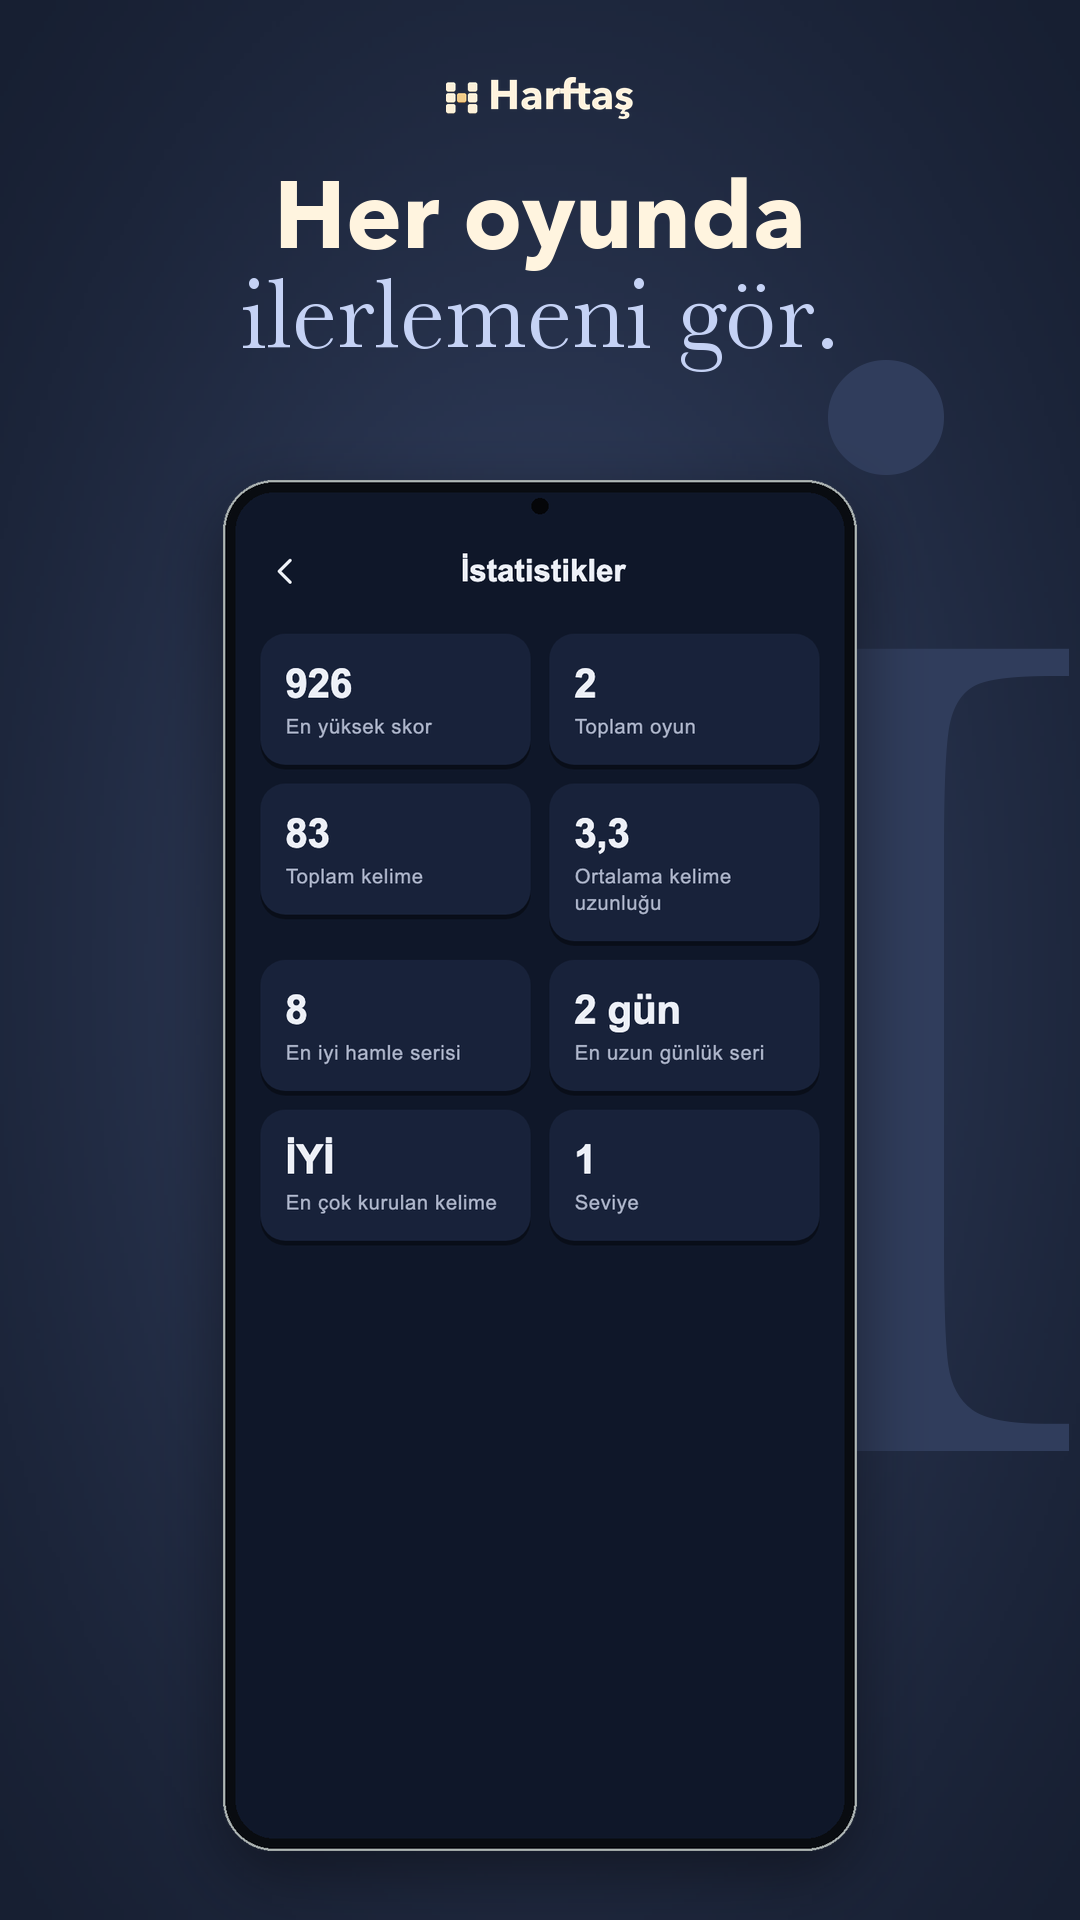 Harftaş
Her oyunda
ilerlemeni gör.
İstatistikler
926
En yüksek skor
2
Toplam oyun
83
Toplam kelime
3,3
Ortalama kelime
uzunluğu
8
En iyi hamle serisi
2 gün
En uzun günlük seri
İYİ
En çok kurulan kelime
1
Seviye